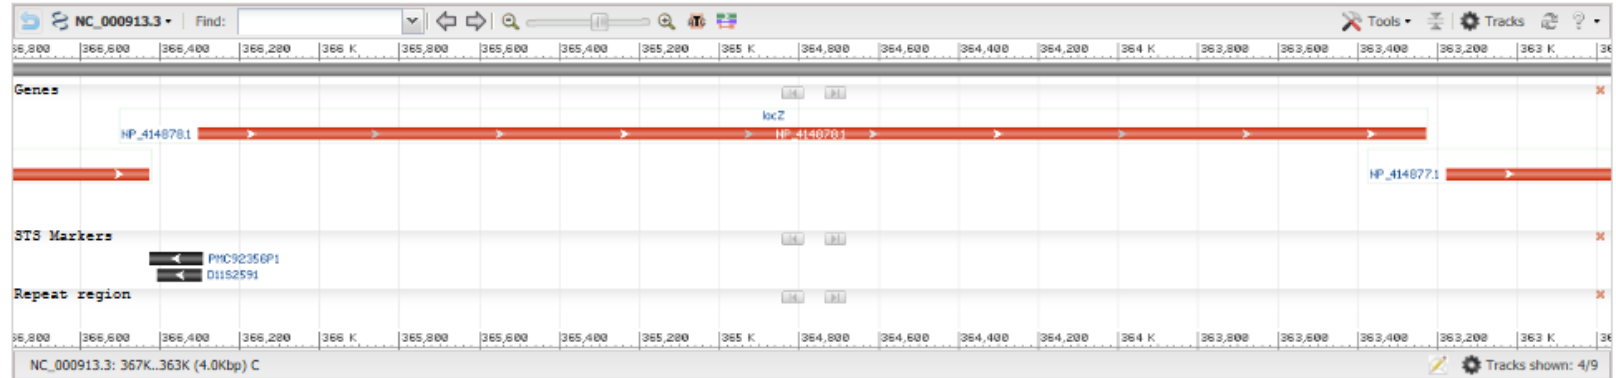 NC_000913.3 Find: Tools Tracks ?
36,800 366,600 366,400 366,200 366 K 365,800 365,600 365,400 365,200 365 K 364,800 364,600 364,400 364,200 364 K 363,800 363,600 363,400 363,200 363 K 36
Genes
lacZ
NP_414878.1 NP_414878.1
NP_414877.1
STS Markers
PMC92356P1
D11S2591
Repeat region
36,800 366,600 366,400 366,200 366 K 365,800 365,600 365,400 365,200 365 K 364,800 364,600 364,400 364,200 364 K 363,800 363,600 363,400 363,200 363 K 36
NC_000913.3: 367K..363K (4.0Kbp) C Tracks shown: 4/9